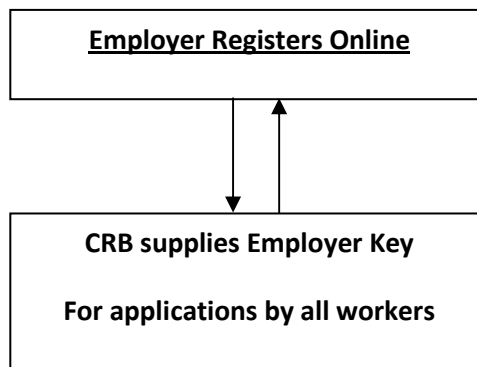 Employer Registers Online
CRB supplies Employer Key
For applications by all workers